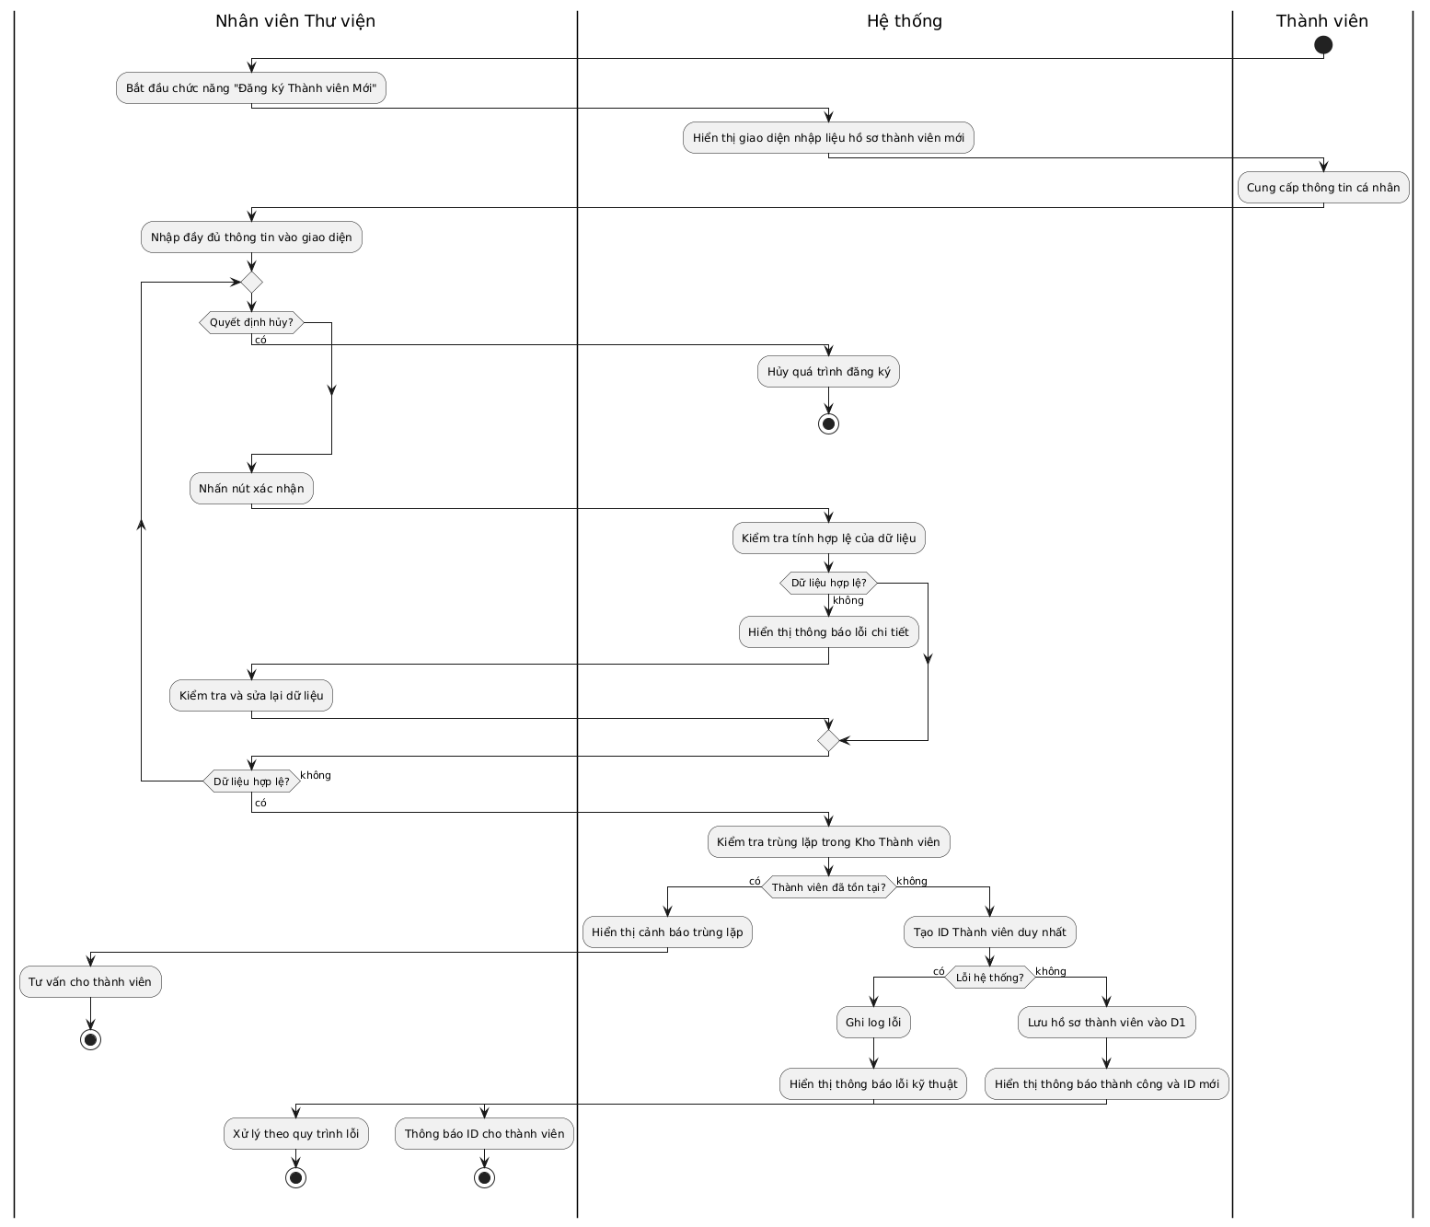 Nhân viên Thư viện
Hệ thống
Thành viên
Bắt đầu chức năng "Đăng ký Thành viên Mới"
Hiển thị giao diện nhập liệu hồ sơ thành viên mới
Cung cấp thông tin cá nhân
Nhập đầy đủ thông tin vào giao diện
Quyết định hủy?
có
Hủy quá trình đăng ký
Nhấn nút xác nhận
Kiểm tra tính hợp lệ của dữ liệu
Dữ liệu hợp lệ?
không
Hiển thị thông báo lỗi chi tiết
Kiểm tra và sửa lại dữ liệu
Dữ liệu hợp lệ?
không
có
Kiểm tra trùng lặp trong Kho Thành viên
có
Thành viên đã tồn tại?
không
Hiển thị cảnh báo trùng lặp
Tạo ID Thành viên duy nhất
Tư vấn cho thành viên
có
Lỗi hệ thống?
không
Ghi log lỗi
Lưu hồ sơ thành viên vào D1
Hiển thị thông báo lỗi kỹ thuật
Hiển thị thông báo thành công và ID mới
Xử lý theo quy trình lỗi
Thông báo ID cho thành viên